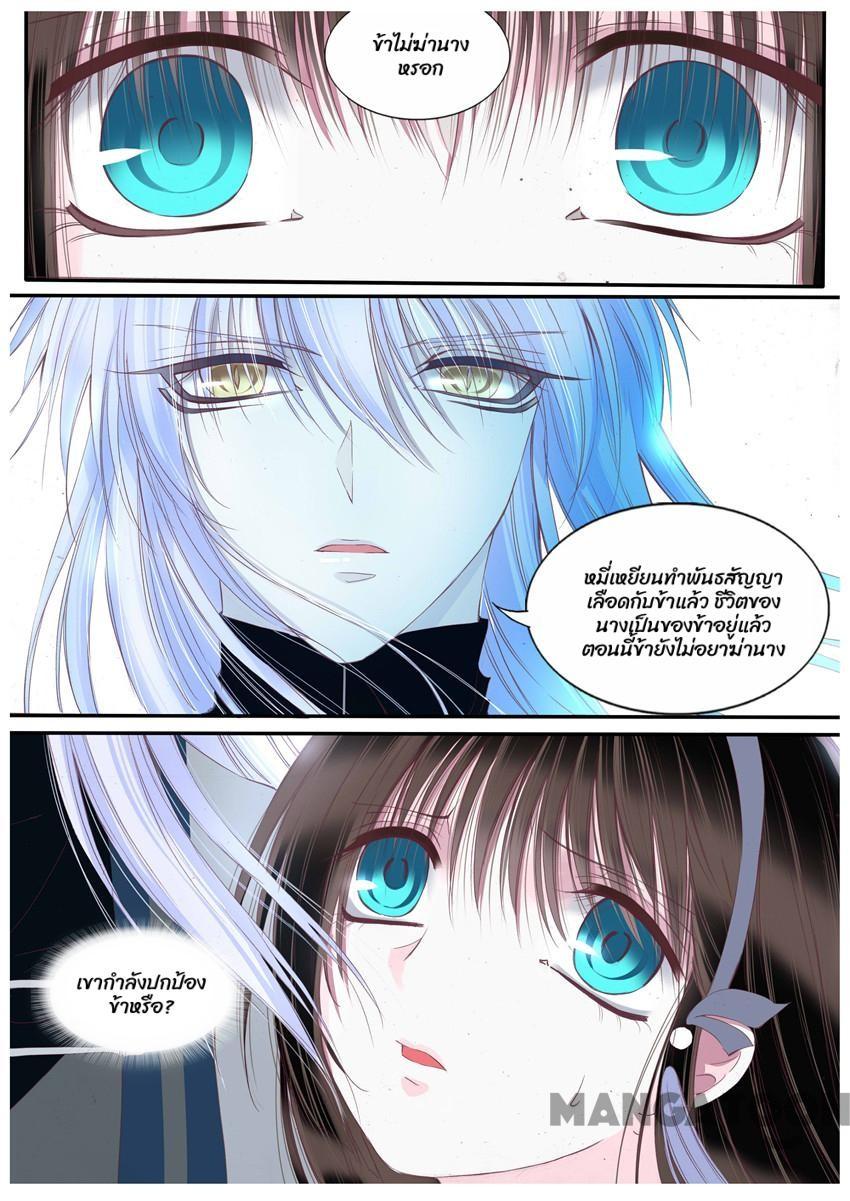 ข้าไม่ฆ่านาง
หรอก
หมี่เหยียนทำพันธสัญญา
เลือดกับข้าแล้ว ชีวิตของ
นางเป็นของข้าอยู่แล้ว
ตอนนี้ข้ายังไม่อยาฆ่านาง
เขากำลังปกป้อง
ข้าหรือ?
MANGATOON